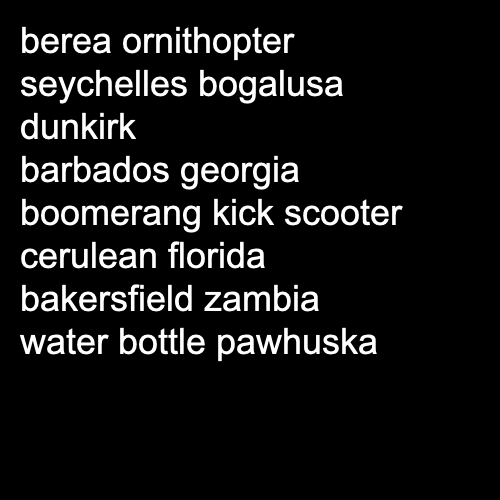 berea ornithopter
seychelles bogalusa
dunkirk
barbados georgia
boomerang kick scooter
cerulean florida
bakersfield zambia
water bottle pawhuska